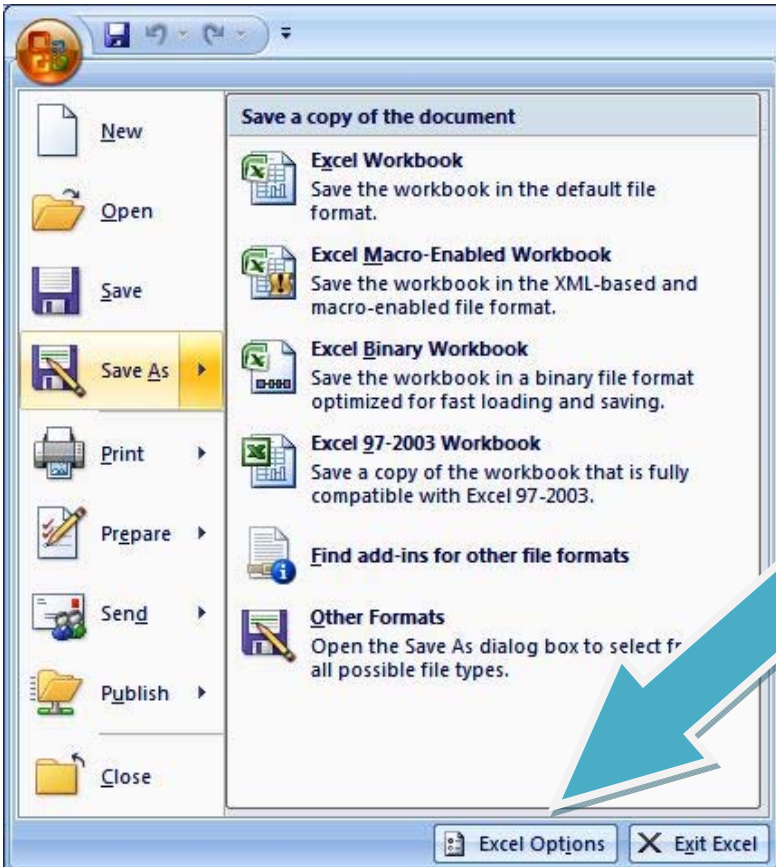 New
Open
Save
Save As
Print
Prepare
Send
Publish
Close
Save a copy of the document
Excel Workbook
Save the workbook in the default file
format.
Excel Macro-Enabled Workbook
Save the workbook in the XML-based and
macro-enabled file format.
Excel Binary Workbook
Save the workbook in a binary file format
optimized for fast loading and saving.
Excel 97-2003 Workbook
Save a copy of the workbook that is fully
compatible with Excel 97-2003.
Find add-ins for other file formats
Other Formats
Open the Save As dialog box to select
all possible file types.
Excel Options
Exit Excel